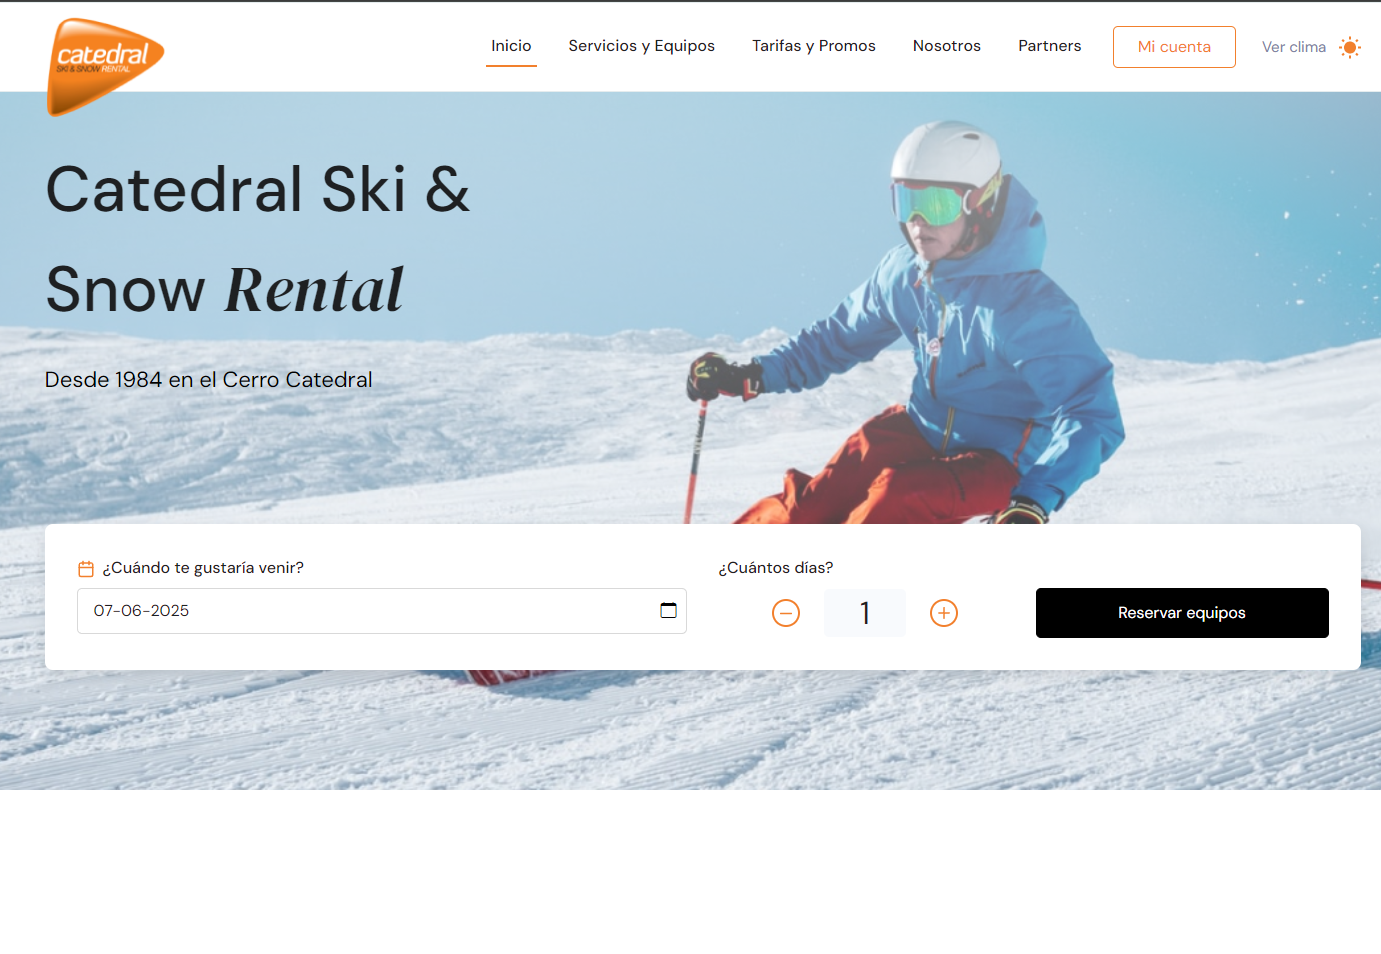 catedral
SKI & SNOW RENTAL
Inicio
Servicios y Equipos
Tarifas y Promos
Nosotros
Partners
Mi cuenta
Ver clima
Catedral Ski &
Snow Rental
Desde 1984 en el Cerro Catedral
¿Cuándo te gustaría venir?
07-06-2025
¿Cuántos días?
1
Reservar equipos